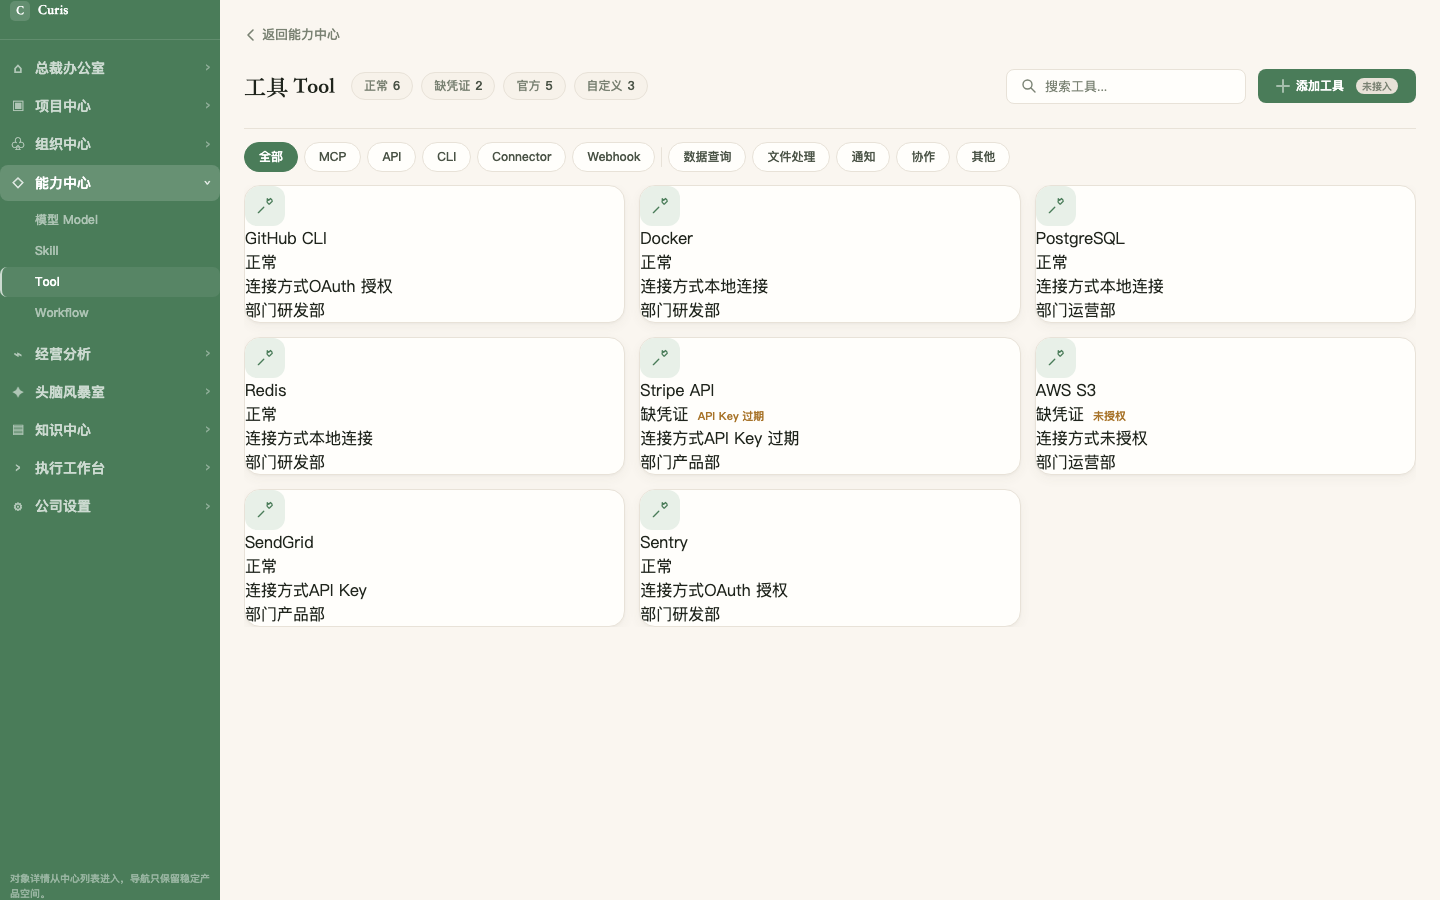 C Curis
总裁办公室
项目中心
组织中心
能力中心
模型 Model
Skill
Tool
Workflow
经营分析
头脑风暴室
知识中心
执行工作台
公司设置
对象详情从中心列表进入，导航只保留稳定产
品空间。
返回能力中心
工具 Tool 正常 6 缺凭证 2 官方 5 自定义 3 搜索工具... 添加工具 未接入
全部 MCP API CLI Connector Webhook 数据查询 文件处理 通知 协作 其他
GitHub CLI
正常
连接方式OAuth 授权
部门研发部
Docker
正常
连接方式本地连接
部门研发部
PostgreSQL
正常
连接方式本地连接
部门运营部
Redis
正常
连接方式本地连接
部门研发部
Stripe API
缺凭证 API Key 过期
连接方式API Key 过期
部门产品部
AWS S3
缺凭证 未授权
连接方式未授权
部门运营部
SendGrid
正常
连接方式API Key
部门产品部
Sentry
正常
连接方式OAuth 授权
部门研发部